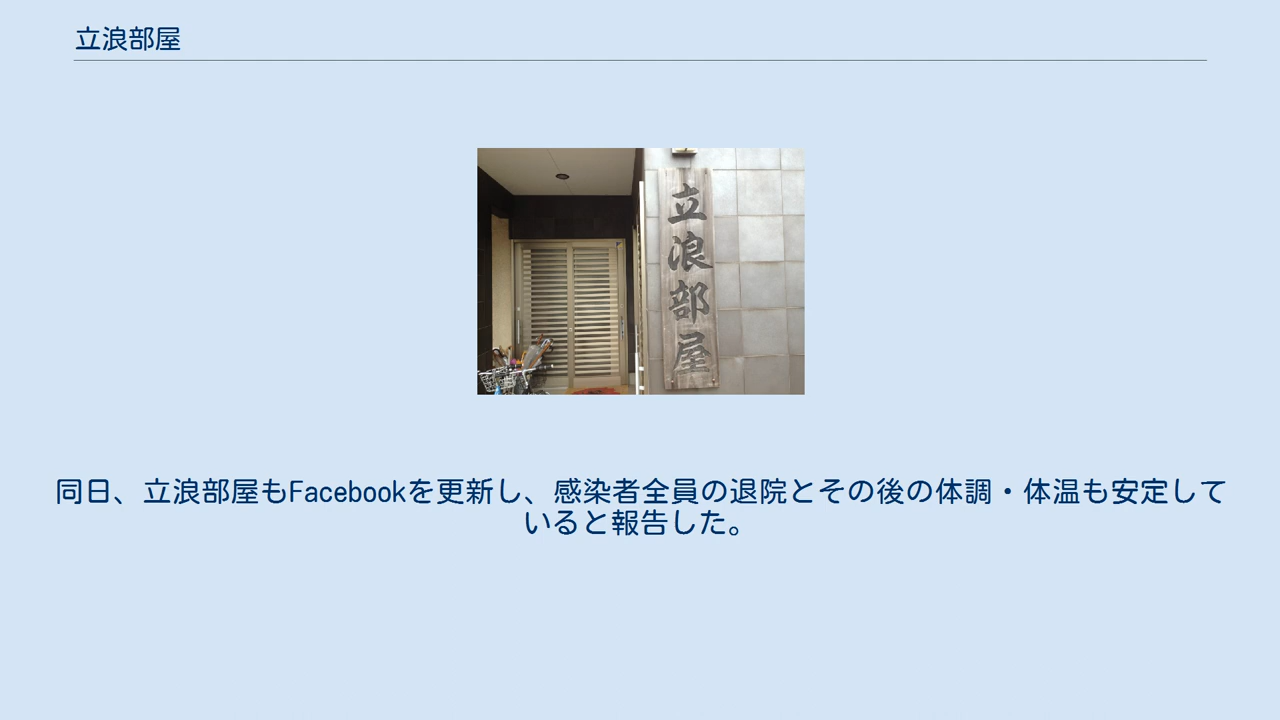 立浪部屋
立浪部屋
同日、立浪部屋もFacebookを更新し、感染者全員の退院とその後の体調・体温も安定して
いると報告した。